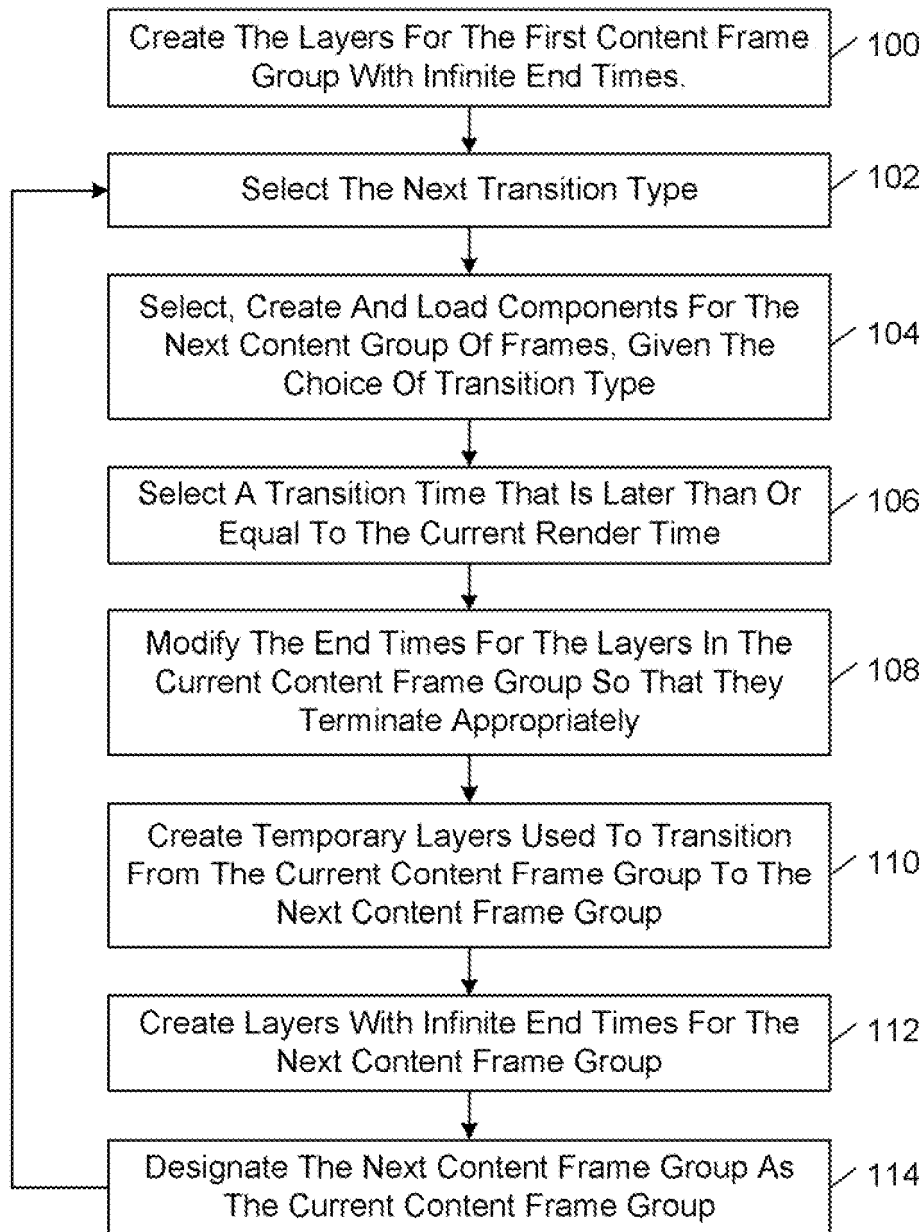 Create The Layers For The First Content Frame
Group With Infinite End Times.
100
Select The Next Transition Type
102
Select, Create And Load Components For The
Next Content Group Of Frames, Given The
Choice Of Transition Type
104
Select A Transition Time That Is Later Than Or
Equal To The Current Render Time
106
Modify The End Times For The Layers In The
Current Content Frame Group So That They
Terminate Appropriately
108
Create Temporary Layers Used To Transition
From The Current Content Frame Group To The
Next Content Frame Group
110
Create Layers With Infinite End Times For The
Next Content Frame Group
112
Designate The Next Content Frame Group As
The Current Content Frame Group
114